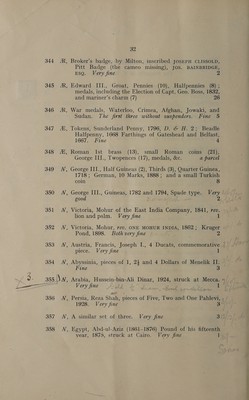 32
344 Æ, Broker's badge, by Milton, inscribed JOSEPH CLISSOLD,
Pitt Badge (the cameo missing), JOS. BAINBRIDGE,
ESQ. Very fine 2
345 Æ, Edward III., Groat, Pennies (10), Halfpennies (8);
medals, including the Election of Capt. Geo. Boss, 1832,
and mariner's charm (7) 26
346 Æ, War medals, Waterloo, Crimea, Afghan, Jowaki, and
Sudan. The first three without suspenders. Fine 5
347 Æ, Tokens, Sunderland Penny, 1796, D. & H. 2; Beadle
Halfpenny, 1668 Farthings of Gateshead and Belfast,
1667. Fine 4
348 Æ, Roman 1st brass (13), small Roman coins (21),
George III., Twopences (17), medals, &c. a parcel
349 N, George III., Half Guineas (2), Thirds (3), Quarter Guinea,
1718; German, 10 Marks, 1898; and a small Turkish
coin 8
350 N, George III., Guineas, 1782 and 1794, Spade type. Very
good 2
351 N, Victoria, Mohur of the East India Company, 1841, rev.
lion and palm. Very fine 1
352 N, Victoria, Mohur, rev. ONE MOHUR INDIA, 1862; Kruger
Pond, 1898. Both very fine 2
353 N, Austria, Francis, Joseph I., 4 Ducats, commemorative
piece. Very fine 1
354 N, Abyssinia, pieces of 1, 2½ and 4 Dollars of Menelik II.
Fine 3
355 N, Arabia, Hussein-bin-Ali Dinar, 1924, struck at Mecca.
Very fine 1
356 N, Persia, Reza Shah, pieces of Five, Two and One Pahlevi,
1928. Very fine 3
357 N, A similar set of three. Very fine 3
358 N, Egypt, Abd-ul-Aziz (1861-1876) Pound of his fifteenth
year, 1875, struck at Cairo. Very fine 1